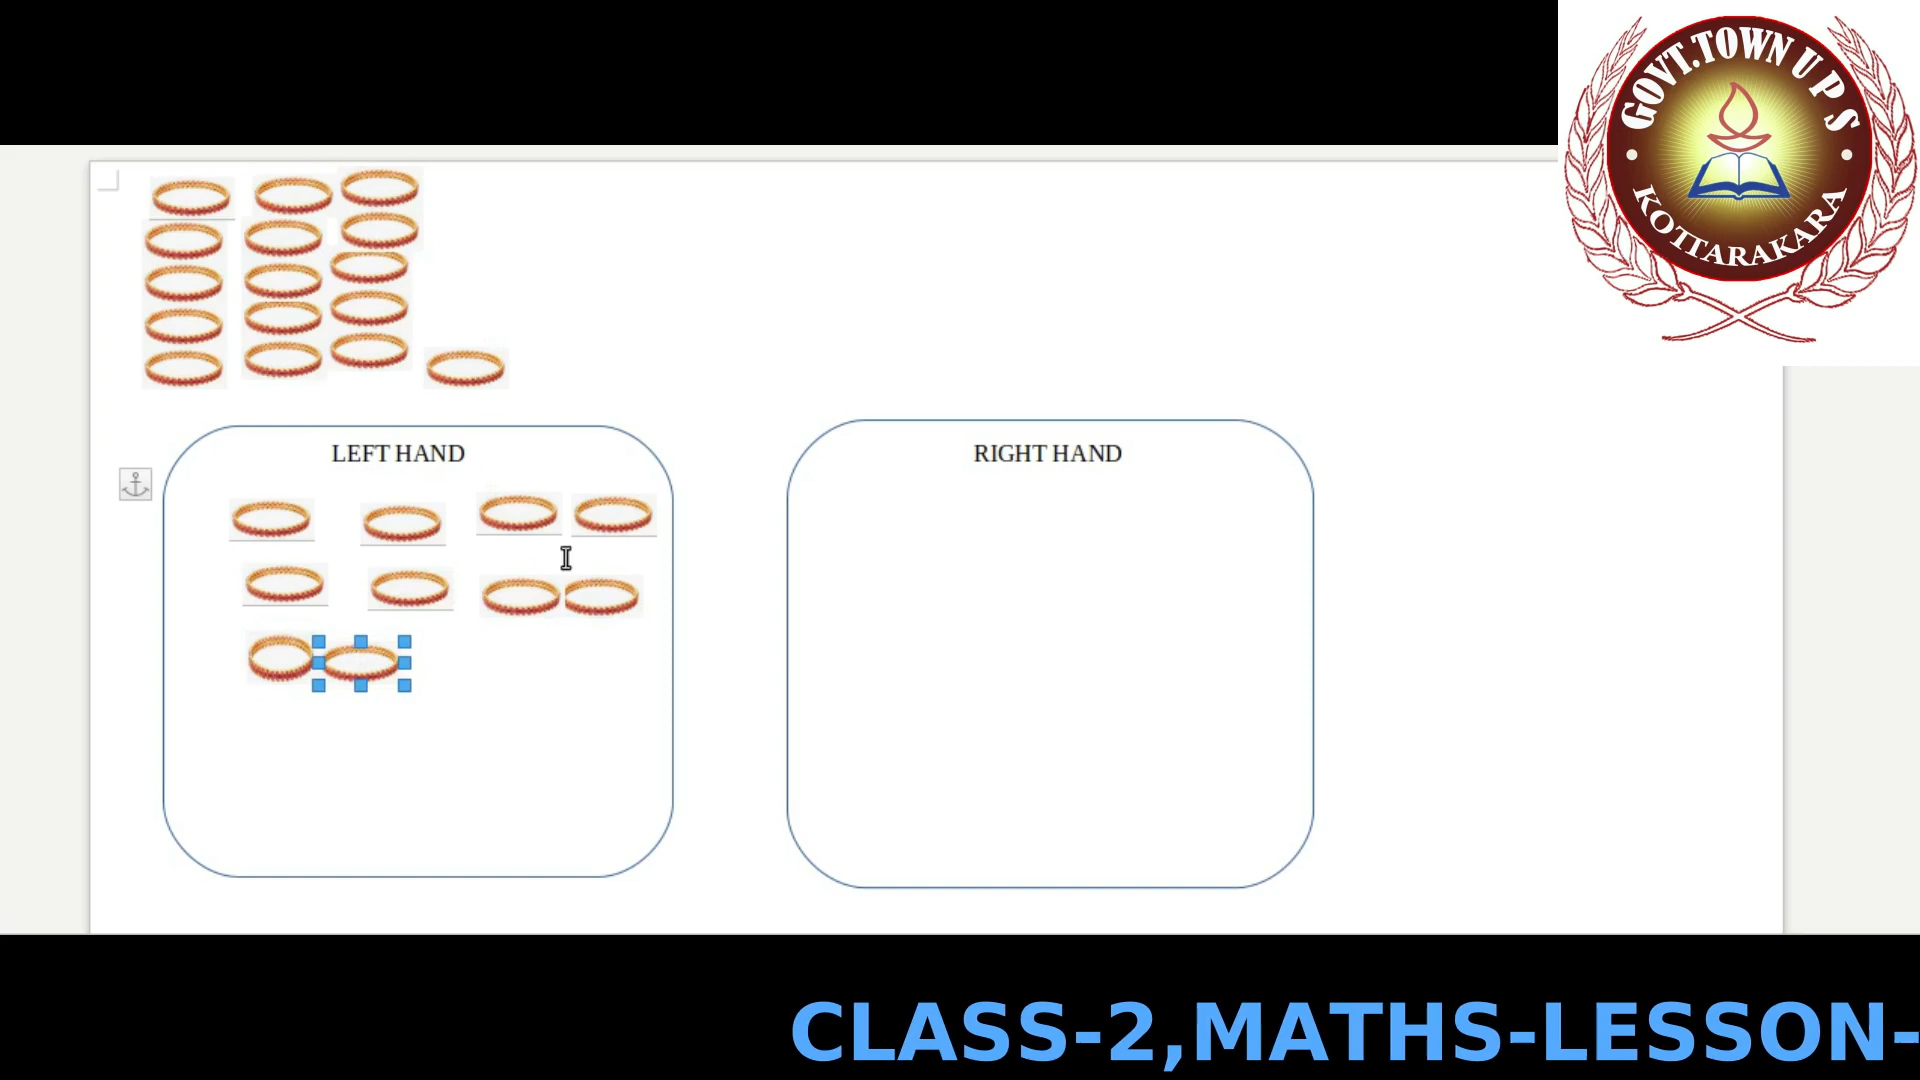 GOVT.TOWN U P S
KOTTARAKARA
LEFT HAND
RIGHT HAND
CLASS-2,MATHS-LESSON-